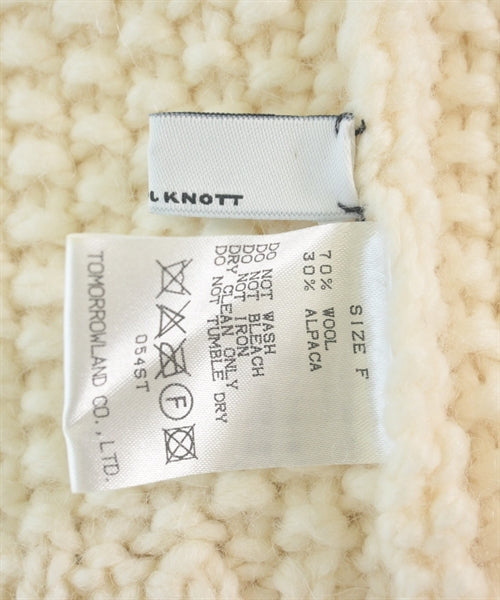 L KNOTT
SIZE F
70% WOOL
30% ALPACA
DO NOT WASH
DO NOT BLEACH
DO NOT IRON
DRY CLEAN ONLY
DO NOT TUMBLE DRY
F
054ST
TOMORROWLAND CO.,LTD.